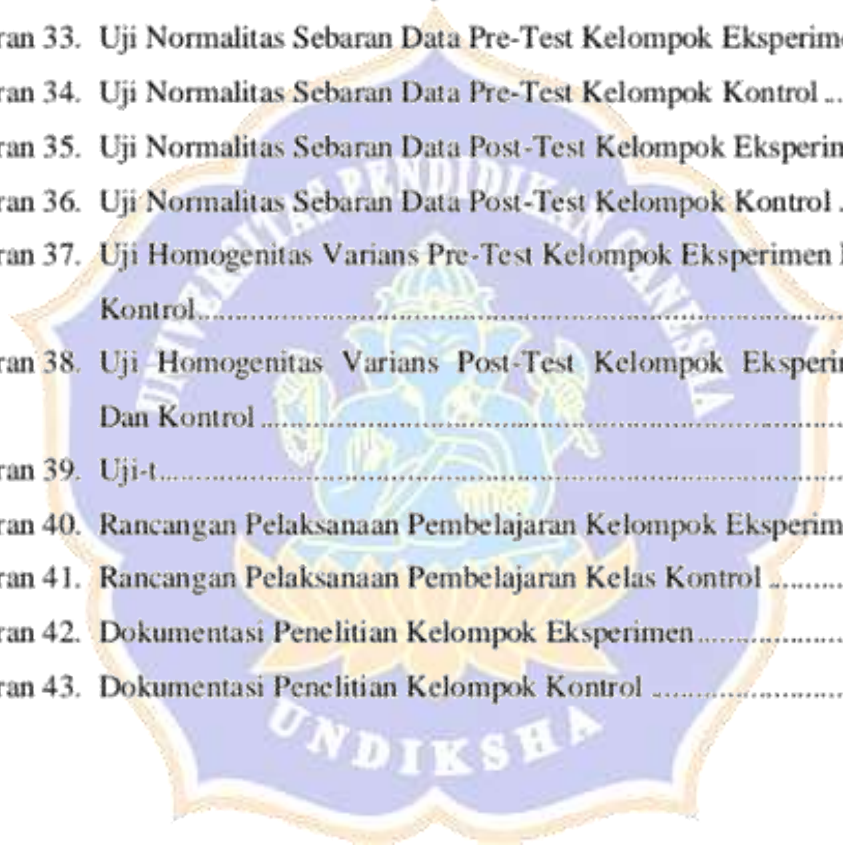 ran 33. Uji Normalitas Sebaran Data Pre-Test Kelompok Eksperime
ran 34. Uji Normalitas Sebaran Data Pre-Test Kelompok Kontrol ...
ran 35. Uji Normalitas Sebaran Data Post-Test Kelompok Eksperin
ran 36. Uji Normalitas Sebaran Data Post-Test Kelompok Kontrol .
ran 37. Uji Homogenitas Varians Pre-Test Kelompok Eksperimen
Kontrol..........................................................................
ran 38. Uji Homogenitas Varians Post-Test Kelompok Eksperin
Dan Kontrol ..................................................................
ran 39. Uji-t..............................................................................
ran 40. Rancangan Pelaksanaan Pembelajaran Kelompok Eksperim
ran 41. Rancangan Pelaksanaan Pembelajaran Kelas Kontrol ..........
ran 42. Dokumentasi Penelitian Kelompok Eksperimen....................
ran 43. Dokumentasi Penelitian Kelompok Kontrol ..........................
UNIVERSITAS PENDIDIKAN GANESHA
UNDIKSHA